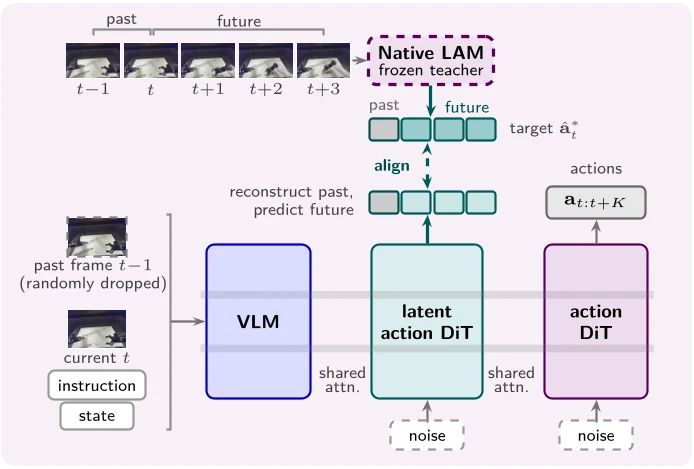 past
future
t−1
t
t+1
t+2
t+3
Native LAM
frozen teacher
past
future
target â*ₜ
align
reconstruct past,
predict future
actions
aₜ:ₜ₊K
past frame t−1
(randomly dropped)
current t
instruction
state
VLM
latent
action DiT
action
DiT
shared
attn.
shared
attn.
noise
noise